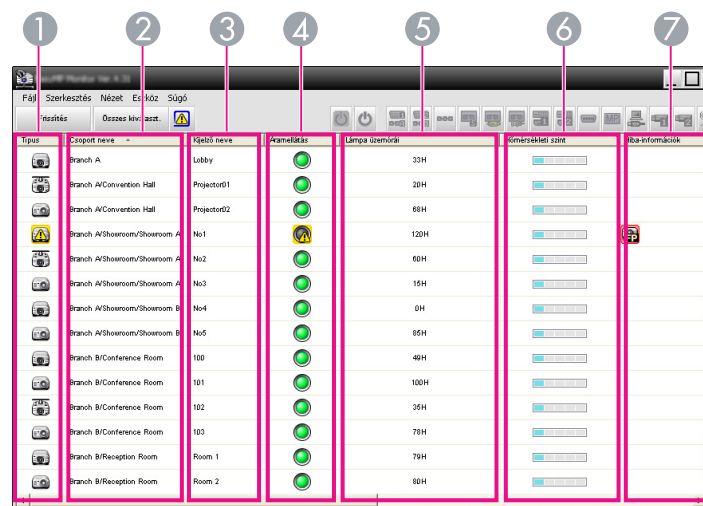 1 2 3 4 5 6 7
Fájl Szerkesztés Nézet Eszköz Súgó
Frissítés Összes kiválaszt.
Típus Csoport neve Kijelző neve Áramellátás Lámpa üzemórái Hőmérsékleti szint Hiba-információk
Branch A Lobby 33H
Branch A/Convention Hall Projector01 20H
Branch A/Convention Hall Projector02 68H
Branch A/Showroom/Showroom A No1 120H
Branch A/Showroom/Showroom A No2 60H
Branch A/Showroom/Showroom A No3 15H
Branch A/Showroom/Showroom B No4 0H
Branch A/Showroom/Showroom B No5 85H
Branch B/Conference Room 100 49H
Branch B/Conference Room 101 100H
Branch B/Conference Room 102 35H
Branch B/Conference Room 103 78H
Branch B/Reception Room Room 1 79H
Branch B/Reception Room Room 2 80H